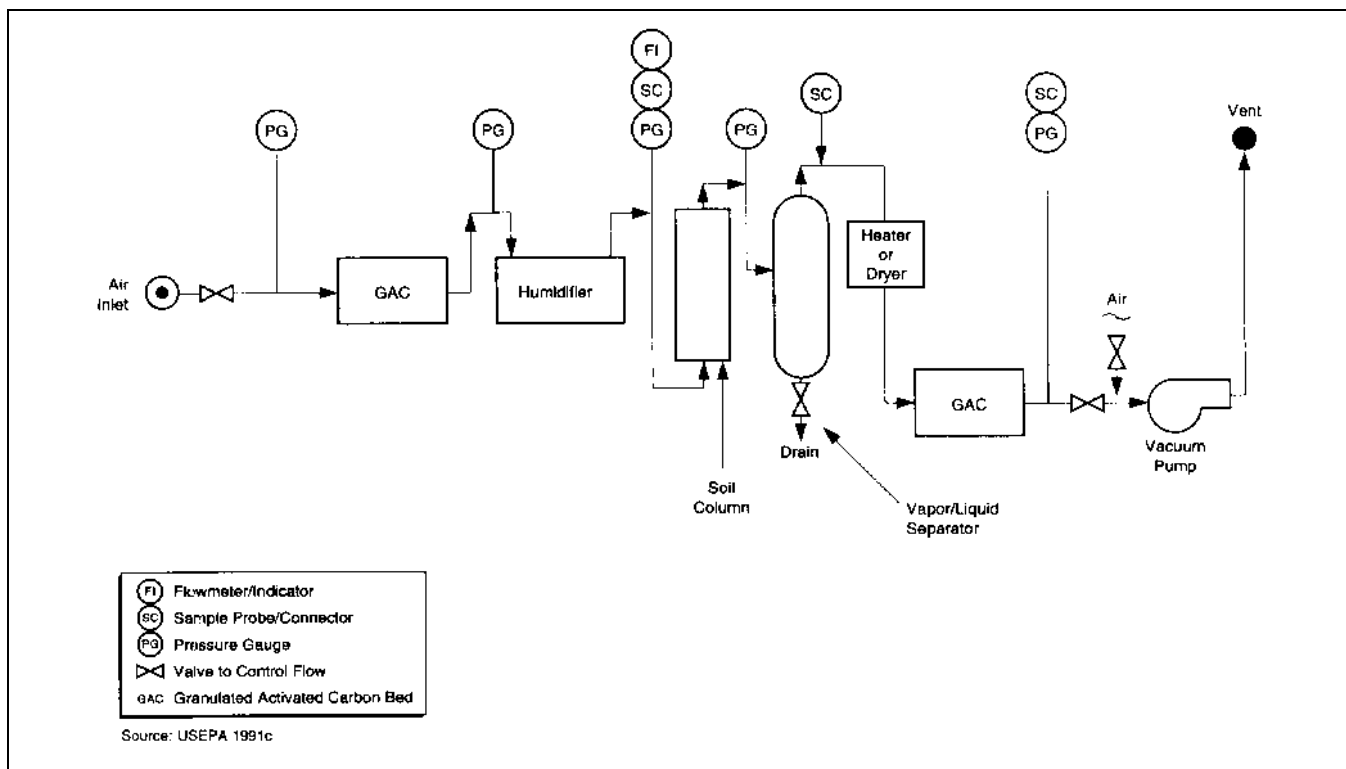 FI
SC
SC
SC
Vent
PG
PG
PG
PG
PG
Heater
or
Dryer
Air
Inlet
GAC
Humidifier
Air
GAC
Drain
Vacuum
Pump
Soil
Column
Vapor/Liquid
Separator
FI Flowmeter/Indicator
SC Sample Probe/Connector
PG Pressure Gauge
Valve to Control Flow
GAC Granulated Activated Carbon Bed
Source: USEPA 1991c